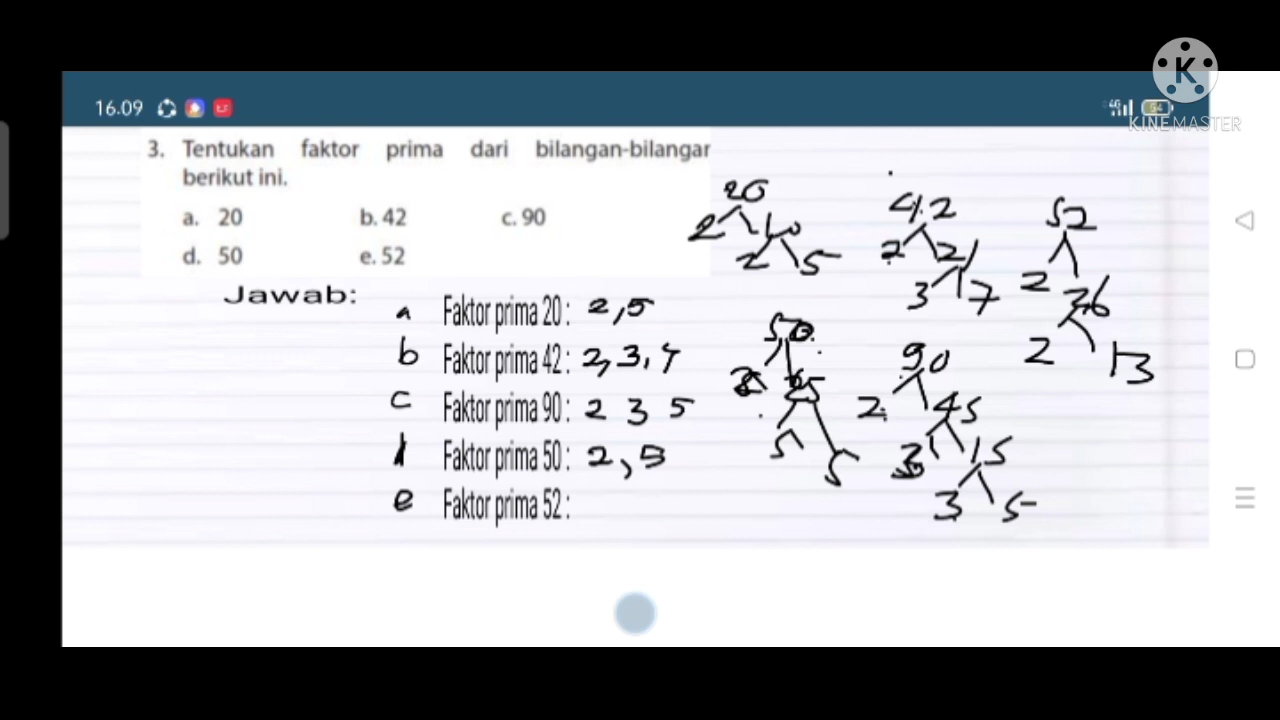 16.09
4G
54
KINEMASTER
3. Tentukan faktor prima dari bilangan-bilangan
berikut ini.
a. 20 b. 42 c. 90
d. 50 e. 52
Jawab:
a Faktor prima 20 : 2,5
b Faktor prima 42 : 2,3,7
c Faktor prima 90 : 2 3 5
d Faktor prima 50 : 2,5
e Faktor prima 52 :
20
2 10
2 5
42
2 21
3 7
52
2 26
2 13
50
2 25
5 5
90
2 45
3 15
3 5